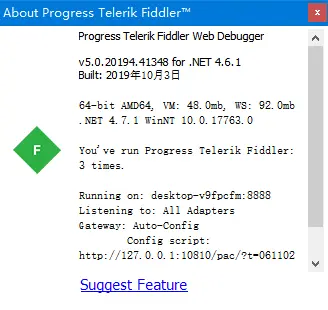 About Progress Telerik Fiddler™
Progress Telerik Fiddler Web Debugger
v5.0.20194.41348 for .NET 4.6.1
Built: 2019年10月3日
64-bit AMD64, VM: 48.0mb, WS: 92.0mb
.NET 4.7.1 WinNT 10.0.17763.0
F
You've run Progress Telerik Fiddler:
3 times.
Running on: desktop-v9fpcfm:8888
Listening to: All Adapters
Gateway: Auto-Config
Config script:
http://127.0.0.1:10810/pac/?t=061102
Suggest Feature